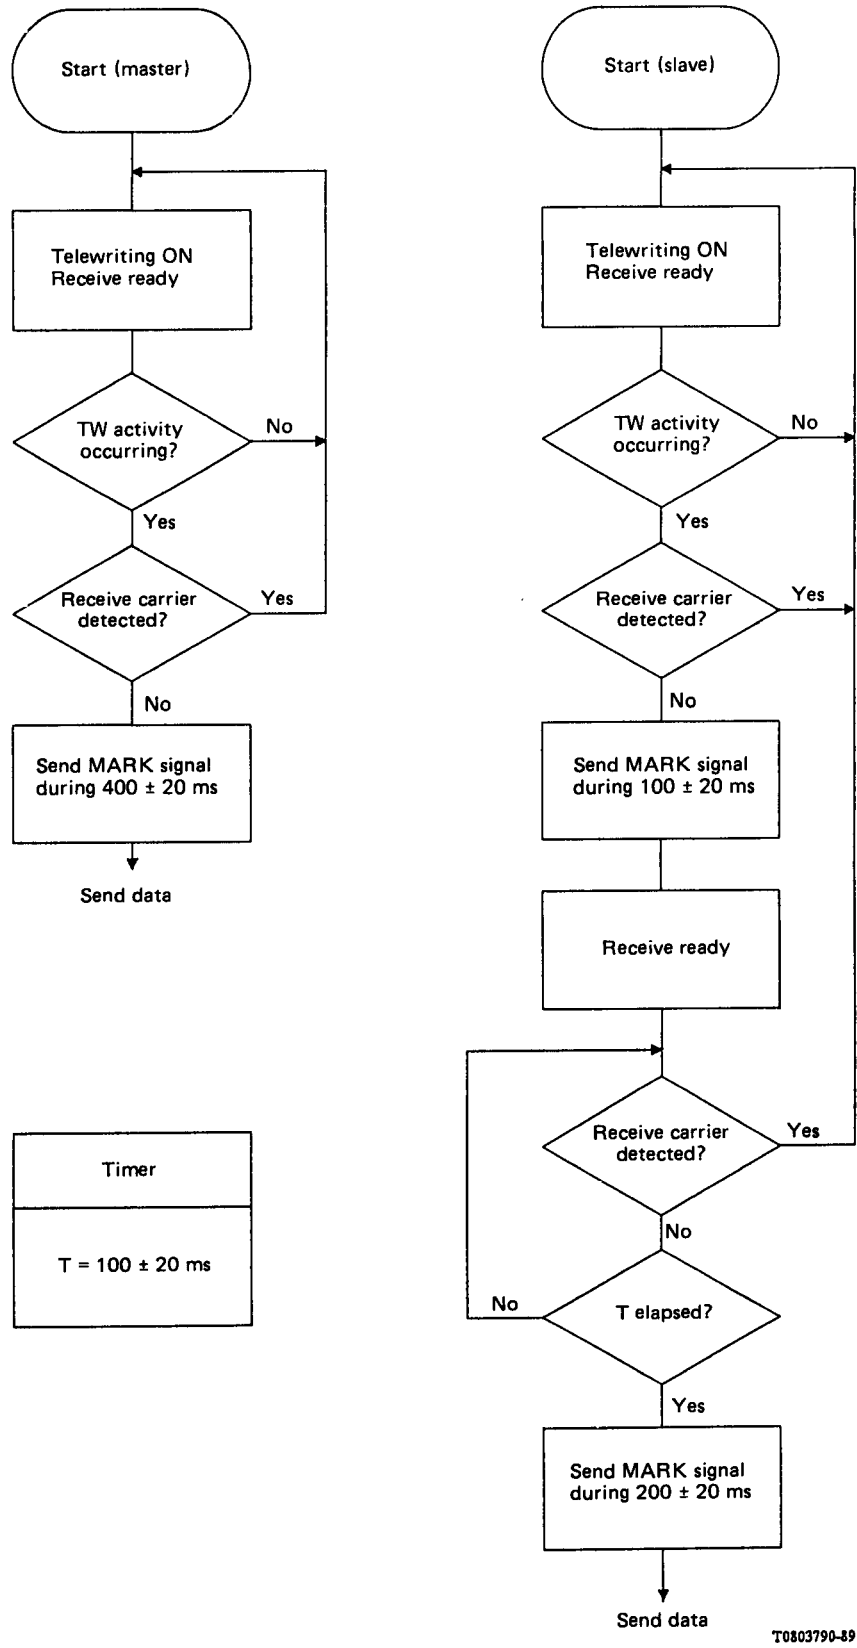 Start (master)
Telewriting ON
Receive ready
TW activity
occurring?
No
Yes
Receive carrier
detected?
Yes
No
Send MARK signal
during 400 ± 20 ms
Send data
Timer
T = 100 ± 20 ms
Start (slave)
Telewriting ON
Receive ready
TW activity
occurring?
No
Yes
Receive carrier
detected?
Yes
No
Send MARK signal
during 100 ± 20 ms
Receive ready
Receive carrier
detected?
Yes
No
T elapsed?
No
Yes
Send MARK signal
during 200 ± 20 ms
Send data
T0803790-89